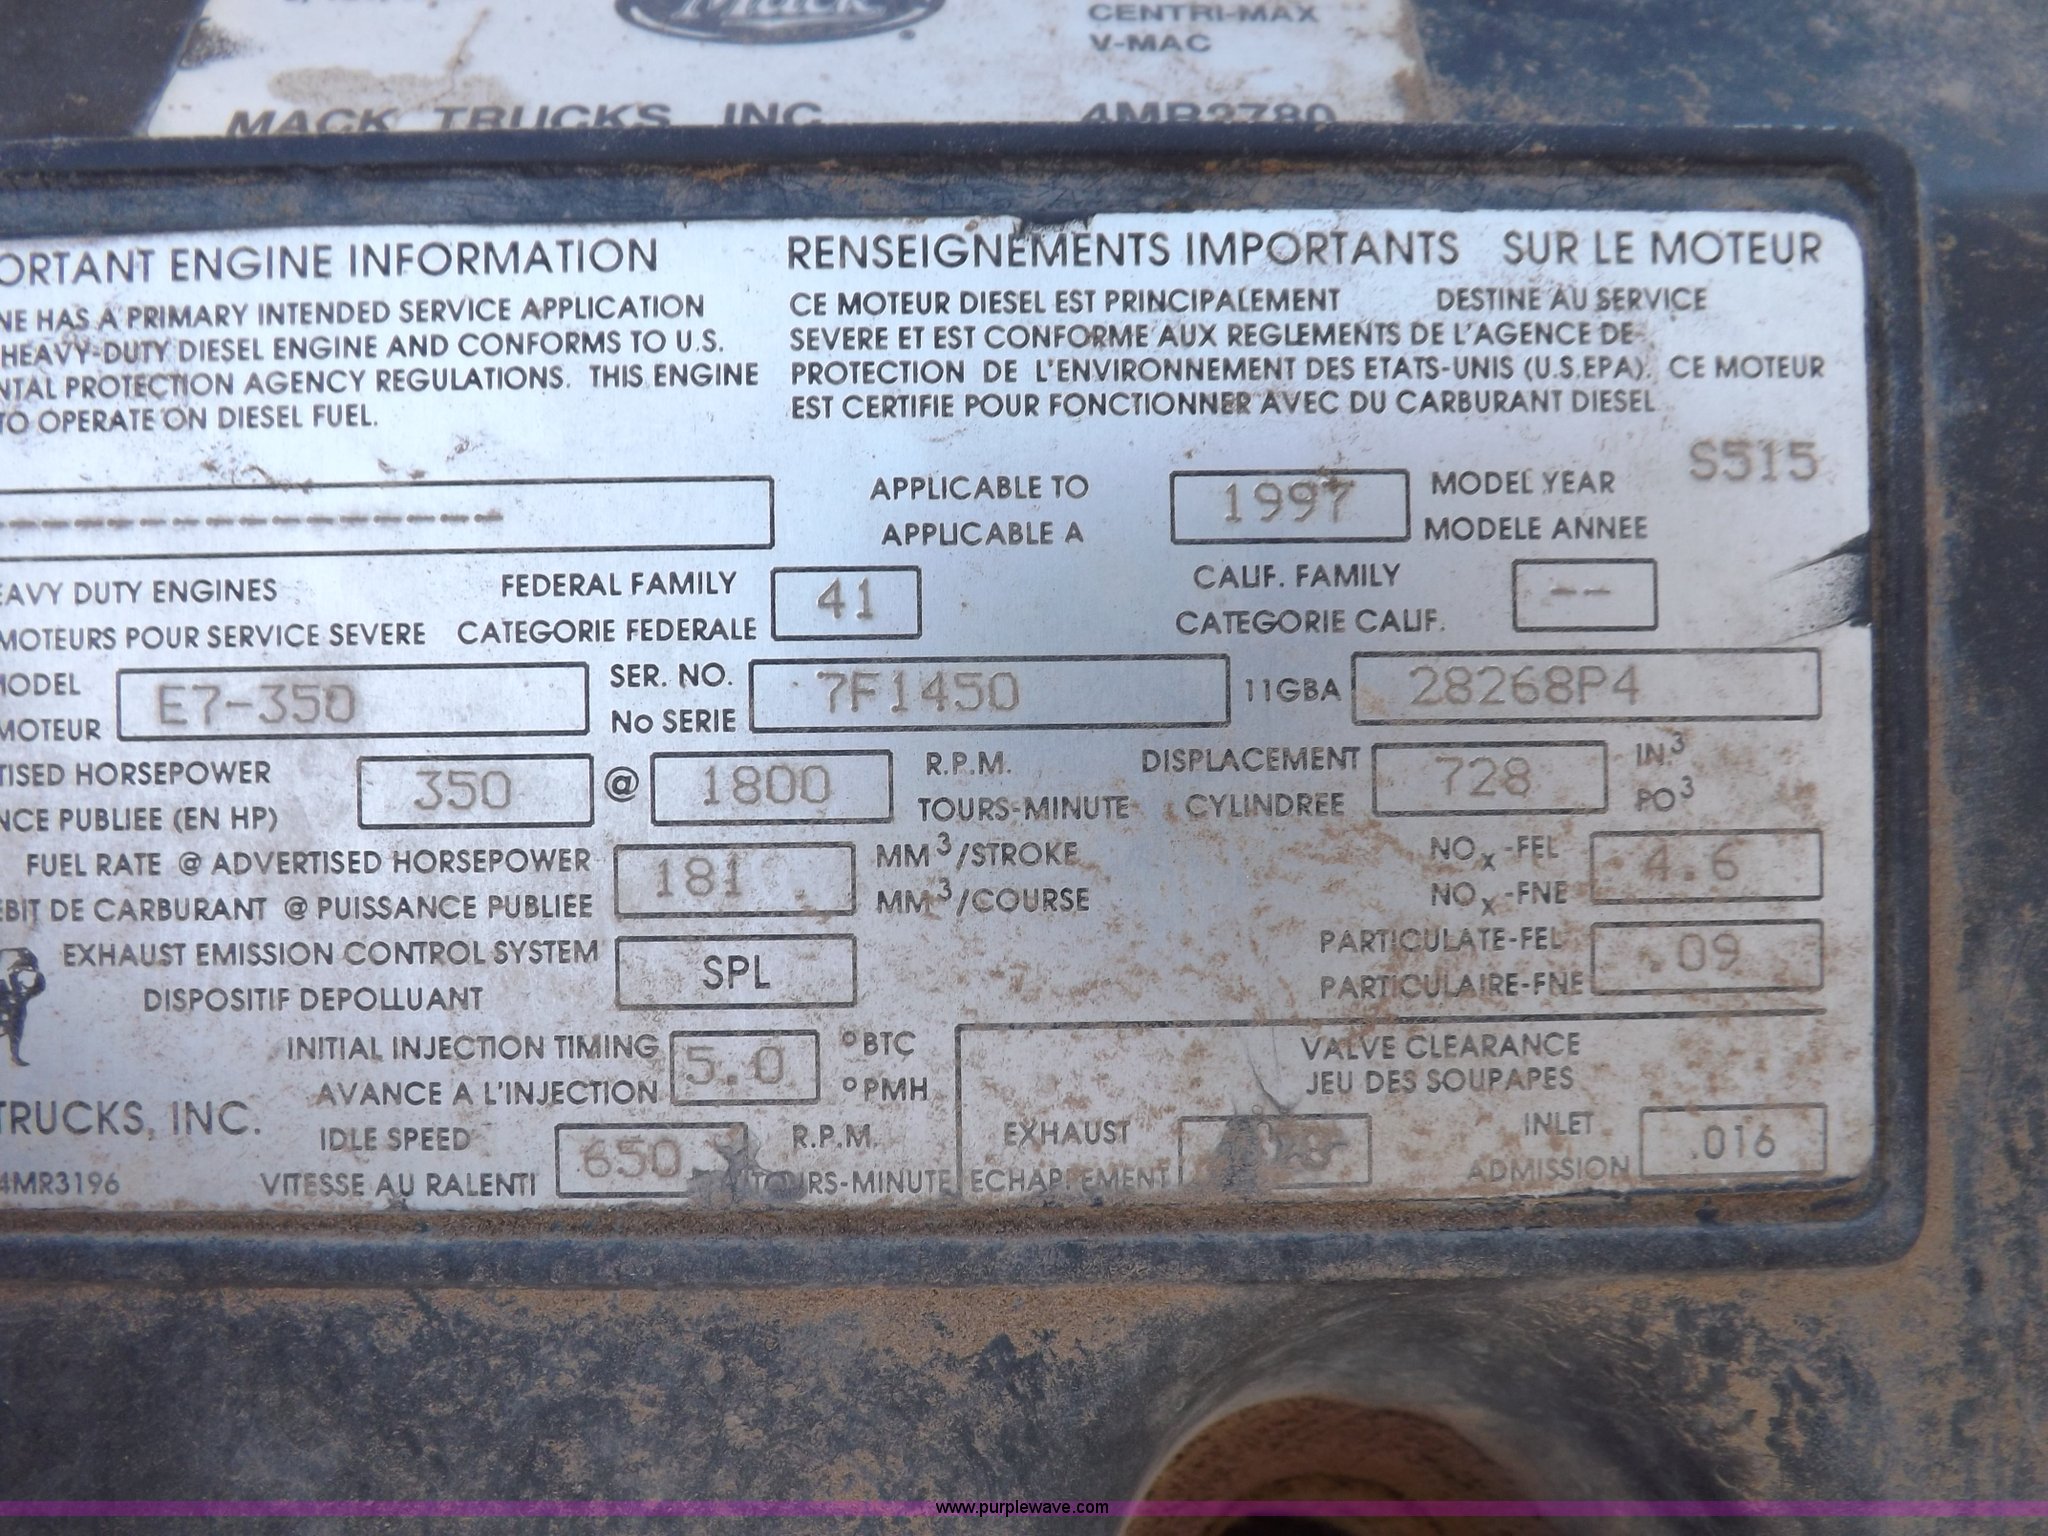 Mack
CENTRI-MAX
V-MAC
MACK TRUCKS, INC. 4MR2780
ORTANT ENGINE INFORMATION
NE HAS A PRIMARY INTENDED SERVICE APPLICATION
HEAVY-DUTY DIESEL ENGINE AND CONFORMS TO U.S.
NTAL PROTECTION AGENCY REGULATIONS. THIS ENGINE
TO OPERATE ON DIESEL FUEL.
RENSEIGNEMENTS IMPORTANTS SUR LE MOTEUR
CE MOTEUR DIESEL EST PRINCIPALEMENT DESTINE AU SERVICE
SEVERE ET EST CONFORME AUX REGLEMENTS DE L'AGENCE DE
PROTECTION DE L'ENVIRONNEMENT DES ETATS-UNIS (U.S.EPA). CE MOTEUR
EST CERTIFIE POUR FONCTIONNER AVEC DU CARBURANT DIESEL
S515
---------------
APPLICABLE TO 1997 MODEL YEAR
APPLICABLE A MODELE ANNEE
EAVY DUTY ENGINES FEDERAL FAMILY 41 CALIF. FAMILY --
MOTEURS POUR SERVICE SEVERE CATEGORIE FEDERALE CATEGORIE CALIF.
MODEL E7-350 SER. NO. 7F1450 11GBA 28268P4
MOTEUR No SERIE
TISED HORSEPOWER 350 @ 1800 R.P.M. DISPLACEMENT 728 IN.3
NCE PUBLIEE (EN HP) TOURS-MINUTE CYLINDREE PO3
FUEL RATE @ ADVERTISED HORSEPOWER 181 MM3/STROKE NOx-FEL 4.6
EBIT DE CARBURANT @ PUISSANCE PUBLIEE MM3/COURSE NOx-FNE
EXHAUST EMISSION CONTROL SYSTEM SPL PARTICULATE-FEL .09
DISPOSITIF DEPOLLUANT PARTICULAIRE-FNE
INITIAL INJECTION TIMING 5.0 °BTC VALVE CLEARANCE
AVANCE A L'INJECTION °PMH JEU DES SOUPAPES
TRUCKS, INC. IDLE SPEED 650 R.P.M. EXHAUST INLET .016
4MR3196 VITESSE AU RALENTI TOURS-MINUTE ECHAPPEMENT ADMISSION
www.purplewave.com